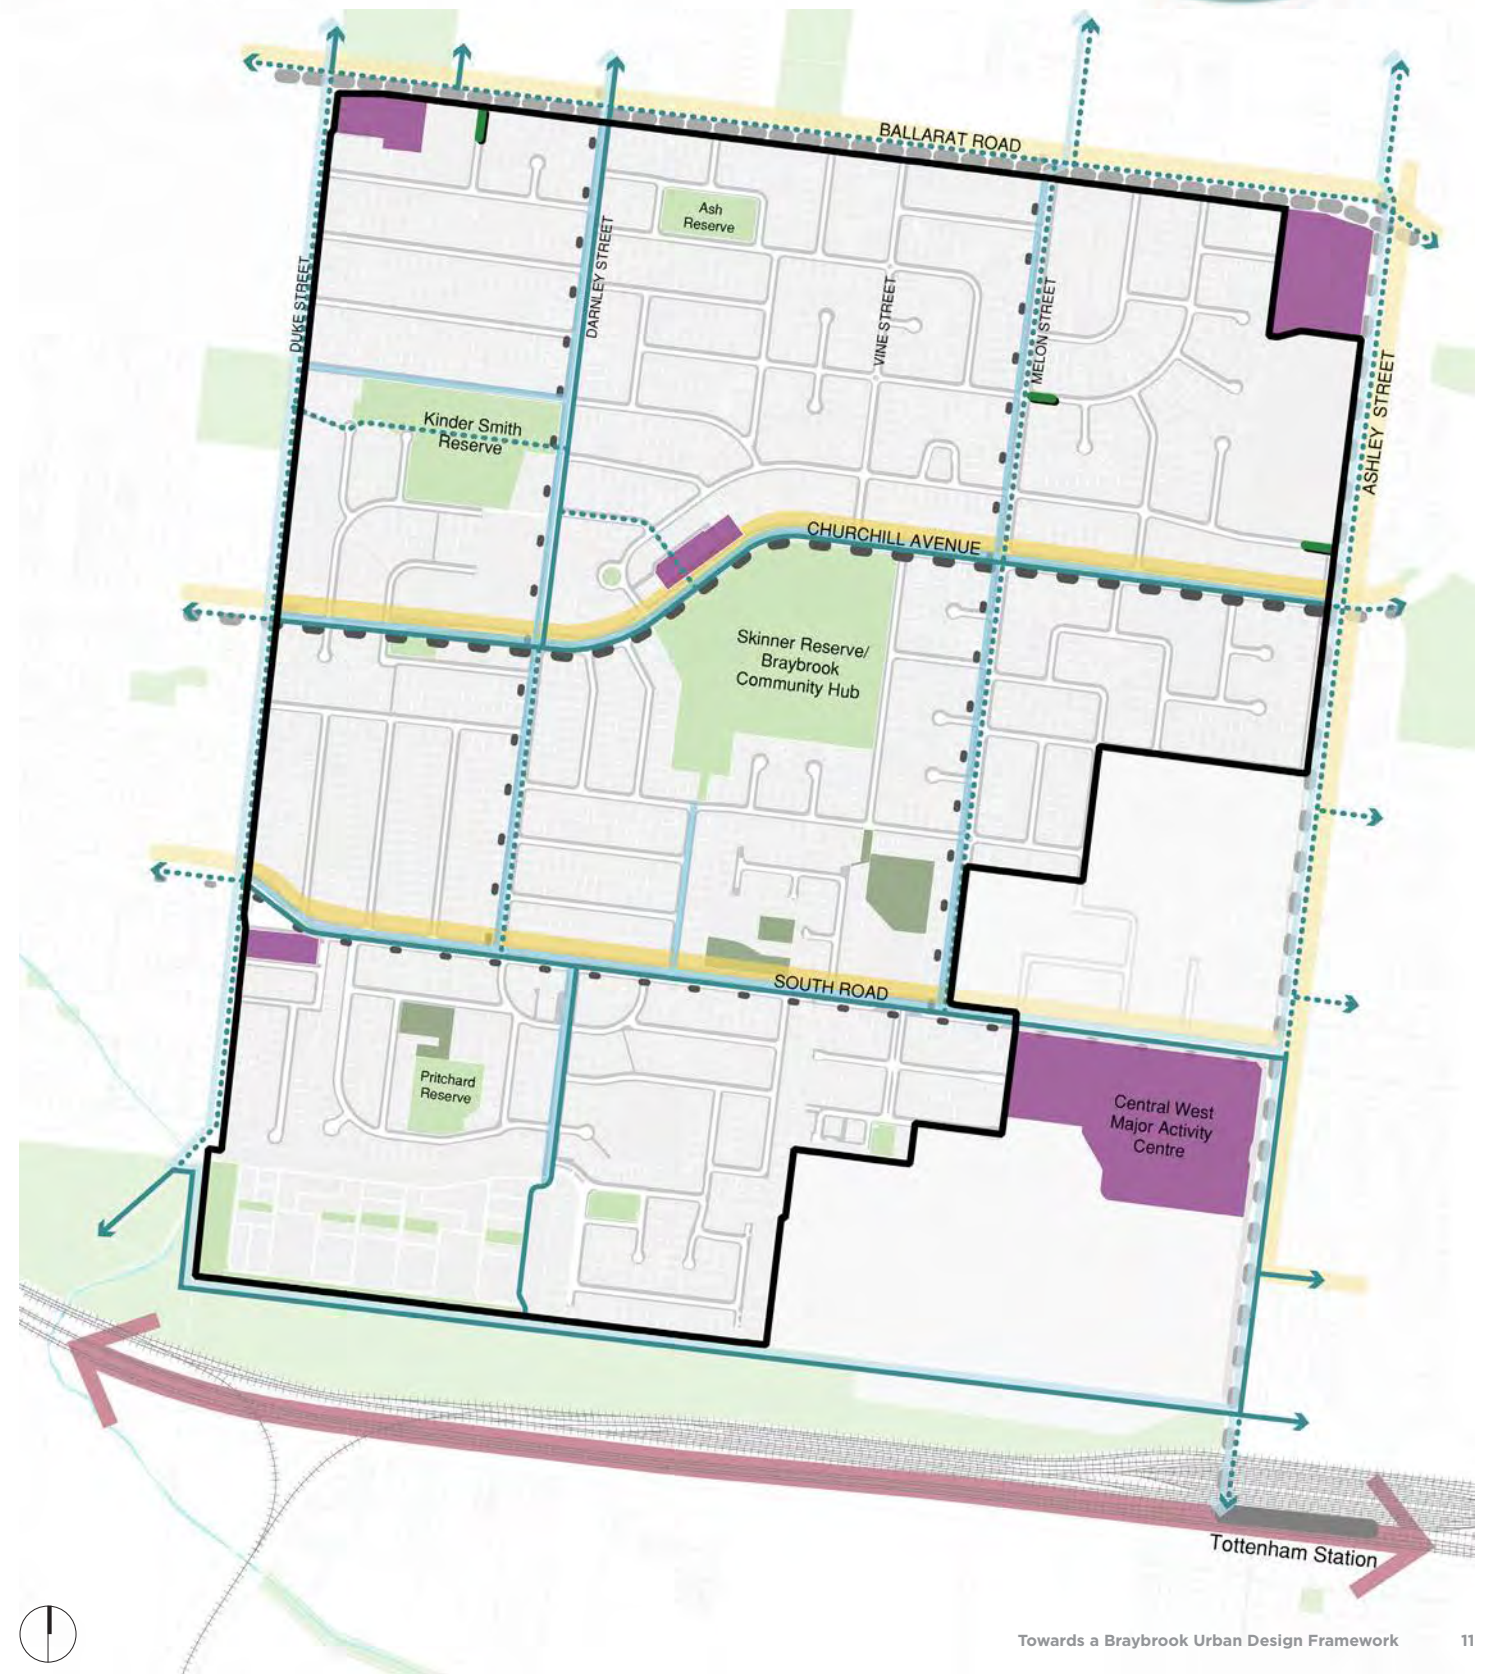 BALLARAT ROAD
Ash
Reserve
DUKE STREET
DARNLEY STREET
VINE STREET
MELON STREET
ASHLEY STREET
Kinder Smith
Reserve
CHURCHILL AVENUE
Skinner Reserve/
Braybrook
Community Hub
SOUTH ROAD
Pritchard
Reserve
Central West
Major Activity
Centre
Tottenham Station
Towards a Braybrook Urban Design Framework 11